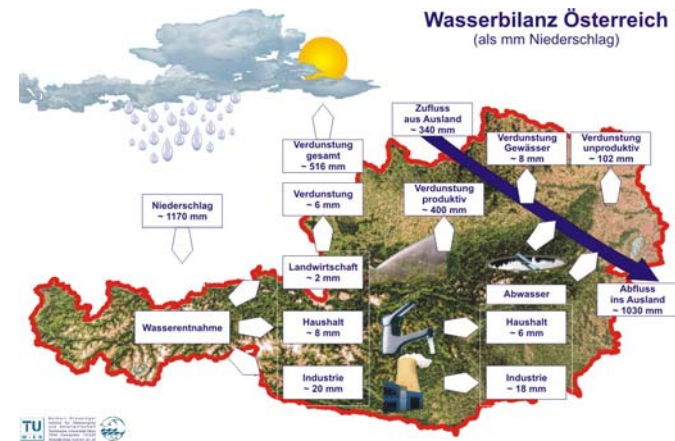 Wasserbilanz Österreich
(als mm Niederschlag)
Zufluss
aus Ausland
~ 340 mm
Verdunstung
gesamt
~ 516 mm
Verdunstung
Gewässer
~ 8 mm
Verdunstung
unproduktiv
~ 102 mm
Verdunstung
~ 6 mm
Verdunstung
produktiv
~ 400 mm
Niederschlag
~ 1170 mm
Landwirtschaft
~ 2 mm
Abwasser
Abfluss
ins Ausland
~ 1030 mm
Wasserentnahme
Haushalt
~ 8 mm
Haushalt
~ 6 mm
Industrie
~ 20 mm
Industrie
~ 18 mm
TU
WIEN